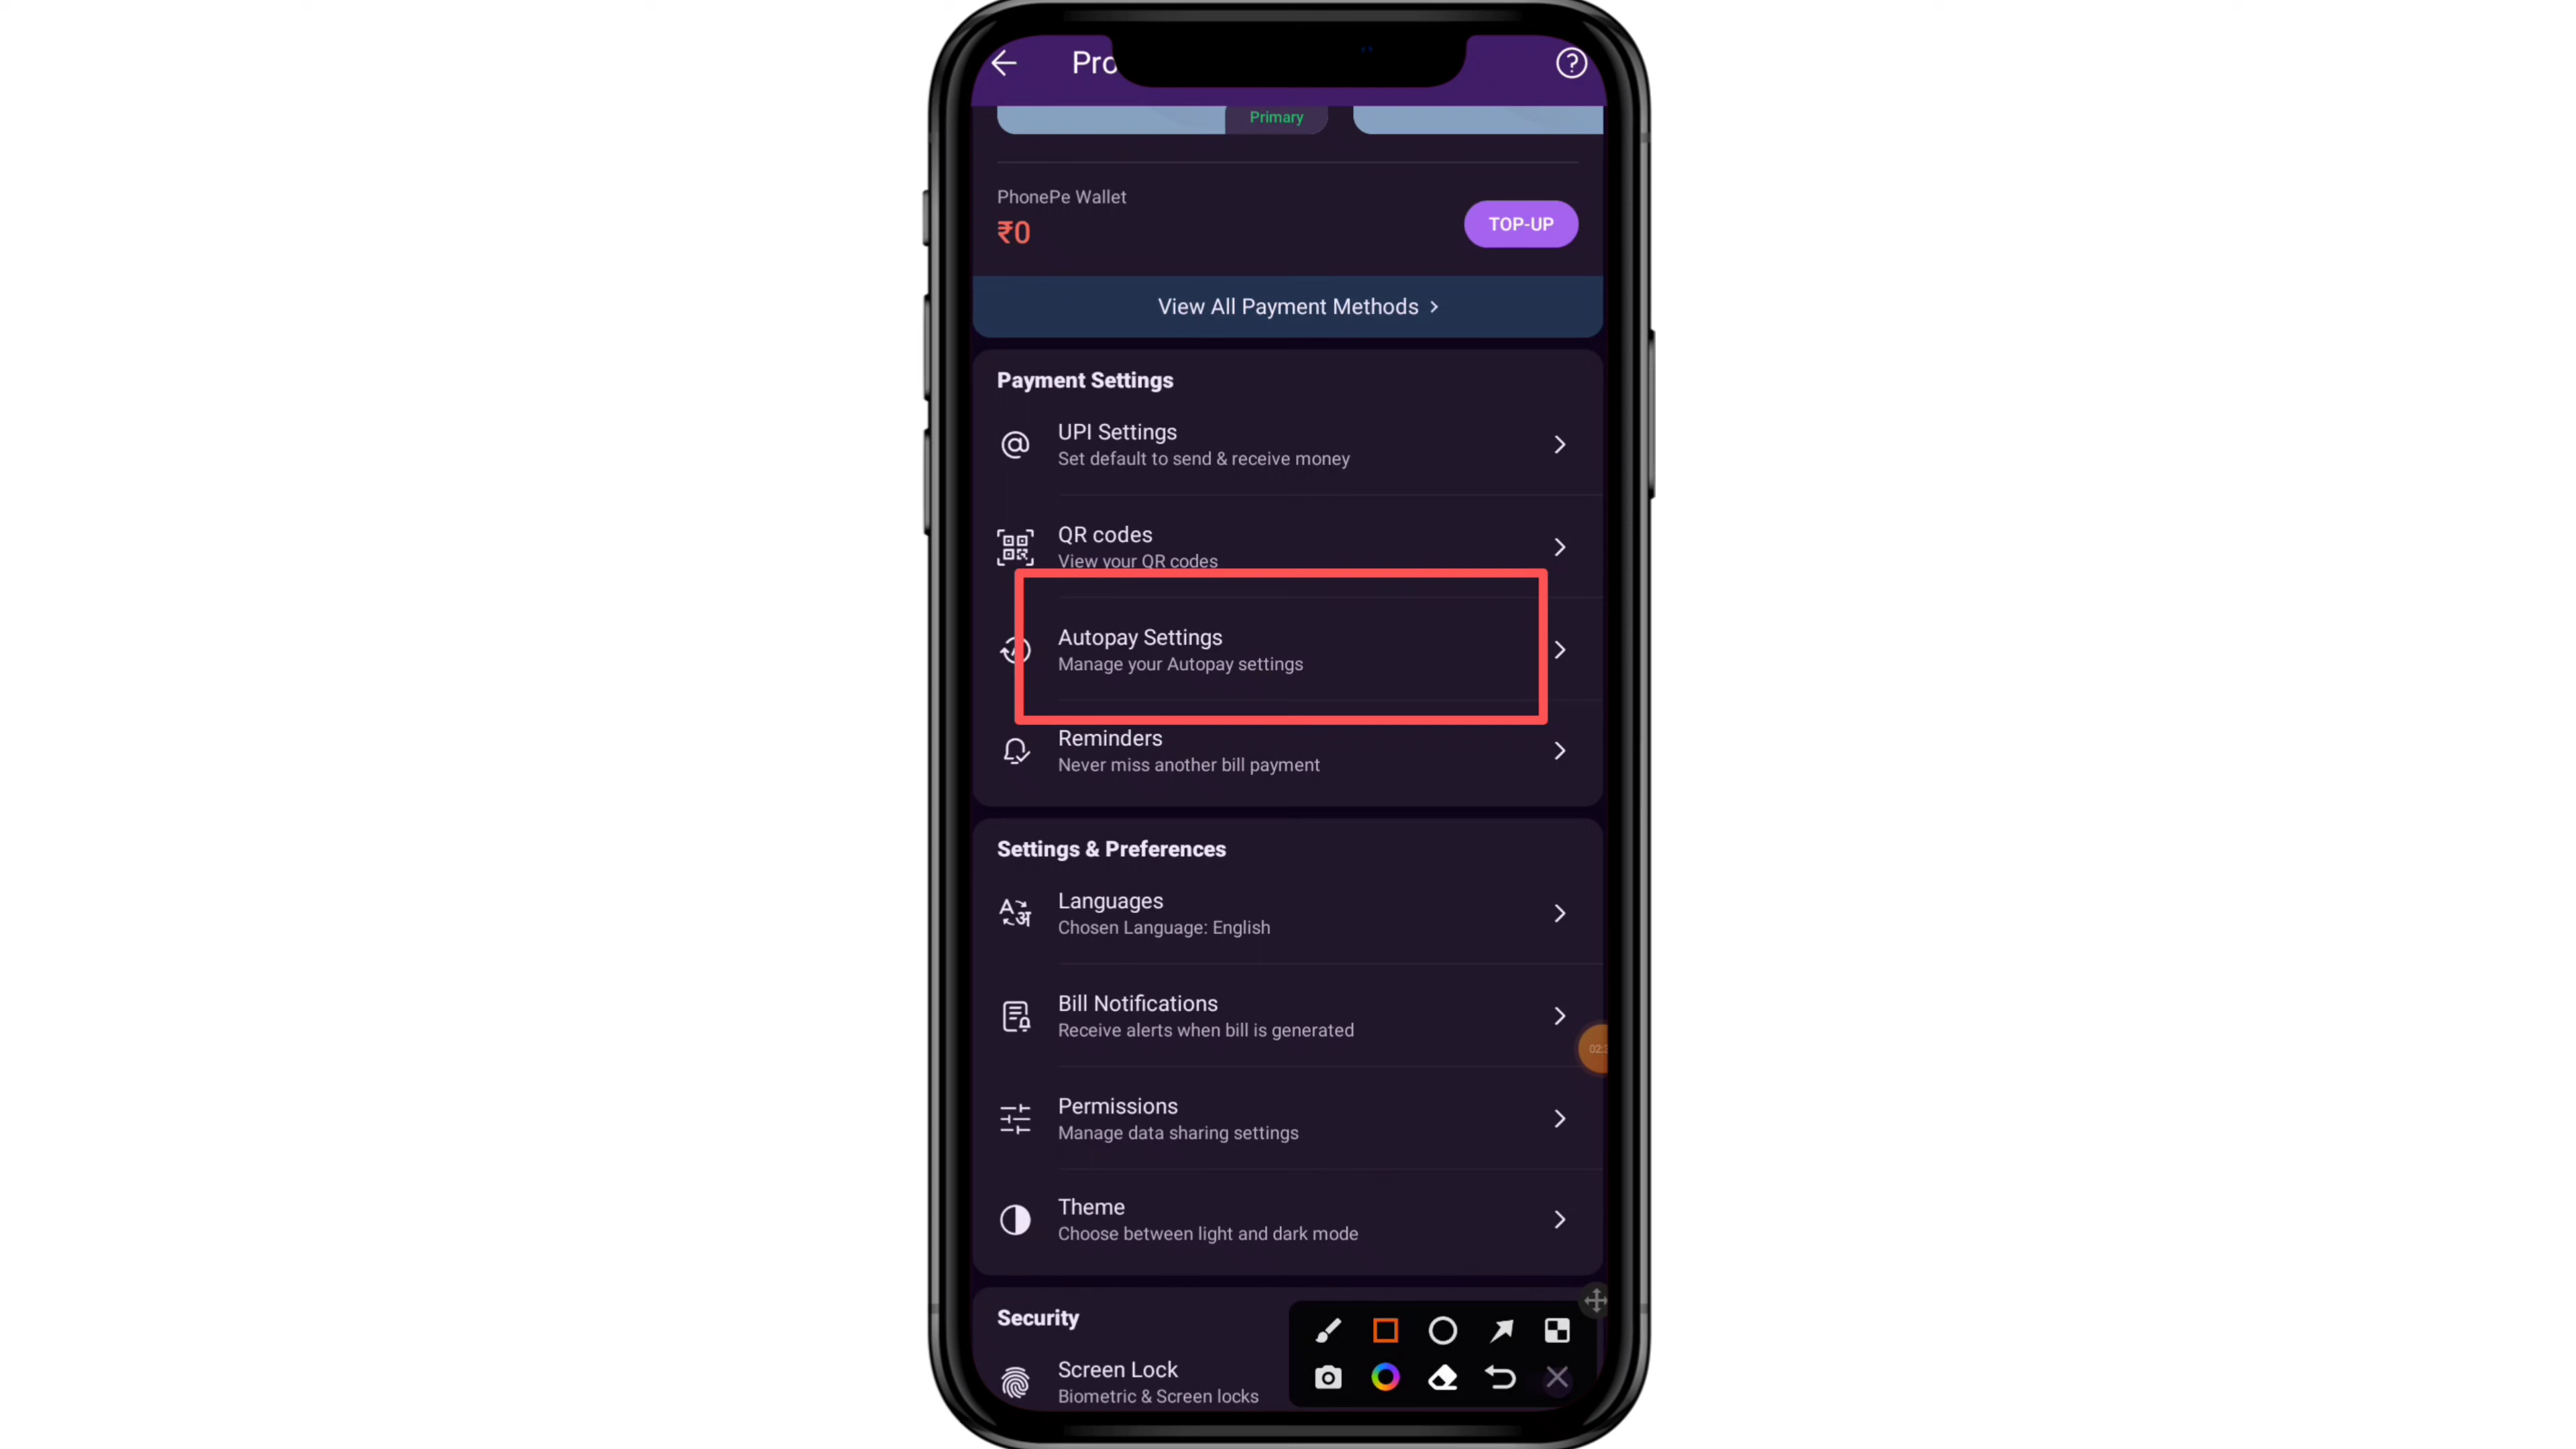 Pro
Primary
PhonePe Wallet
₹0
TOP-UP
View All Payment Methods
Payment Settings
UPI Settings
Set default to send & receive money
QR codes
View your QR codes
Autopay Settings
Manage your Autopay settings
Reminders
Never miss another bill payment
Settings & Preferences
Languages
Chosen Language: English
Bill Notifications
Receive alerts when bill is generated
02:3
Permissions
Manage data sharing settings
Theme
Choose between light and dark mode
Security
Screen Lock
Biometric & Screen locks